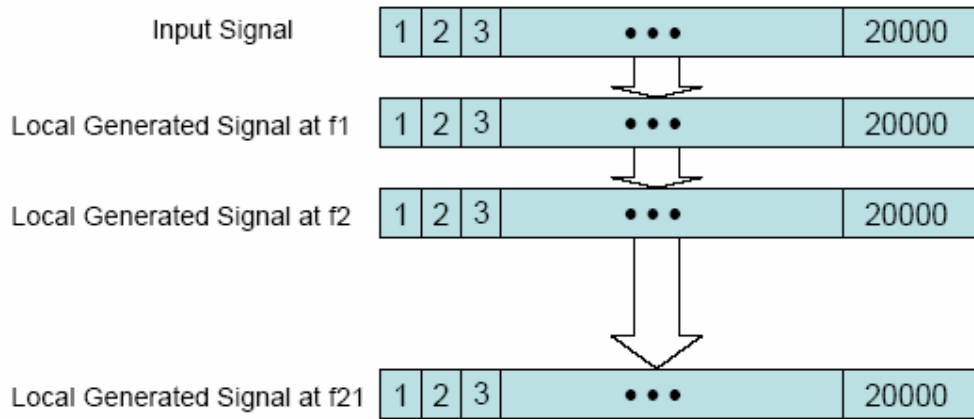 Input Signal 1 2 3 ••• 20000
Local Generated Signal at f1 1 2 3 ••• 20000
Local Generated Signal at f2 1 2 3 ••• 20000
Local Generated Signal at f21 1 2 3 ••• 20000